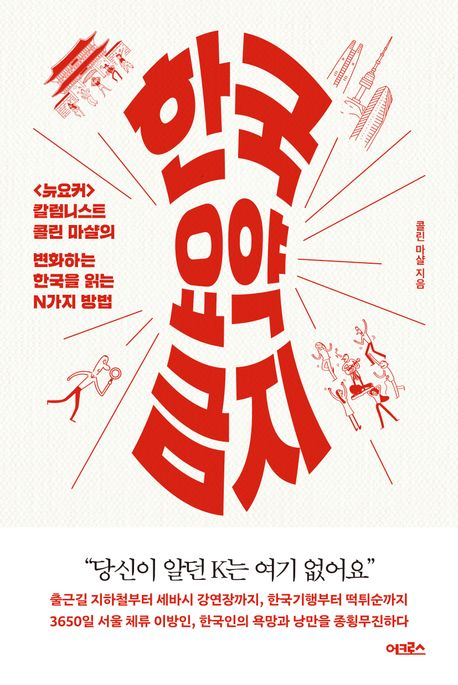 한국
요약
금지
<뉴요커>
칼럼니스트
콜린 마샬의
변화하는
한국을 읽는
N가지 방법
콜린 마샬 지음
“당신이 알던 K는 여기 없어요”
출근길 지하철부터 세바시 강연장까지, 한국기행부터 떡튀순까지
3650일 서울 체류 이방인, 한국인의 욕망과 낭만을 종횡무진하다
어크로스